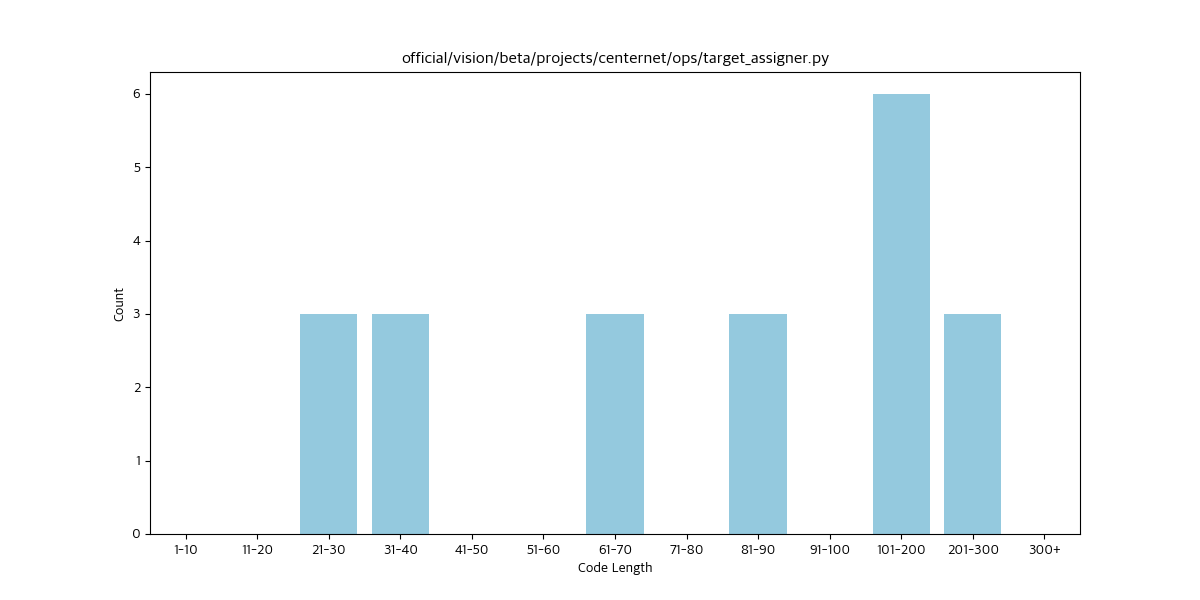 official/vision/beta/projects/centernet/ops/target_assigner.py
Count
6
5
4
3
2
1
0
1-10 11-20 21-30 31-40 41-50 51-60 61-70 71-80 81-90 91-100 101-200 201-300 300+
Code Length